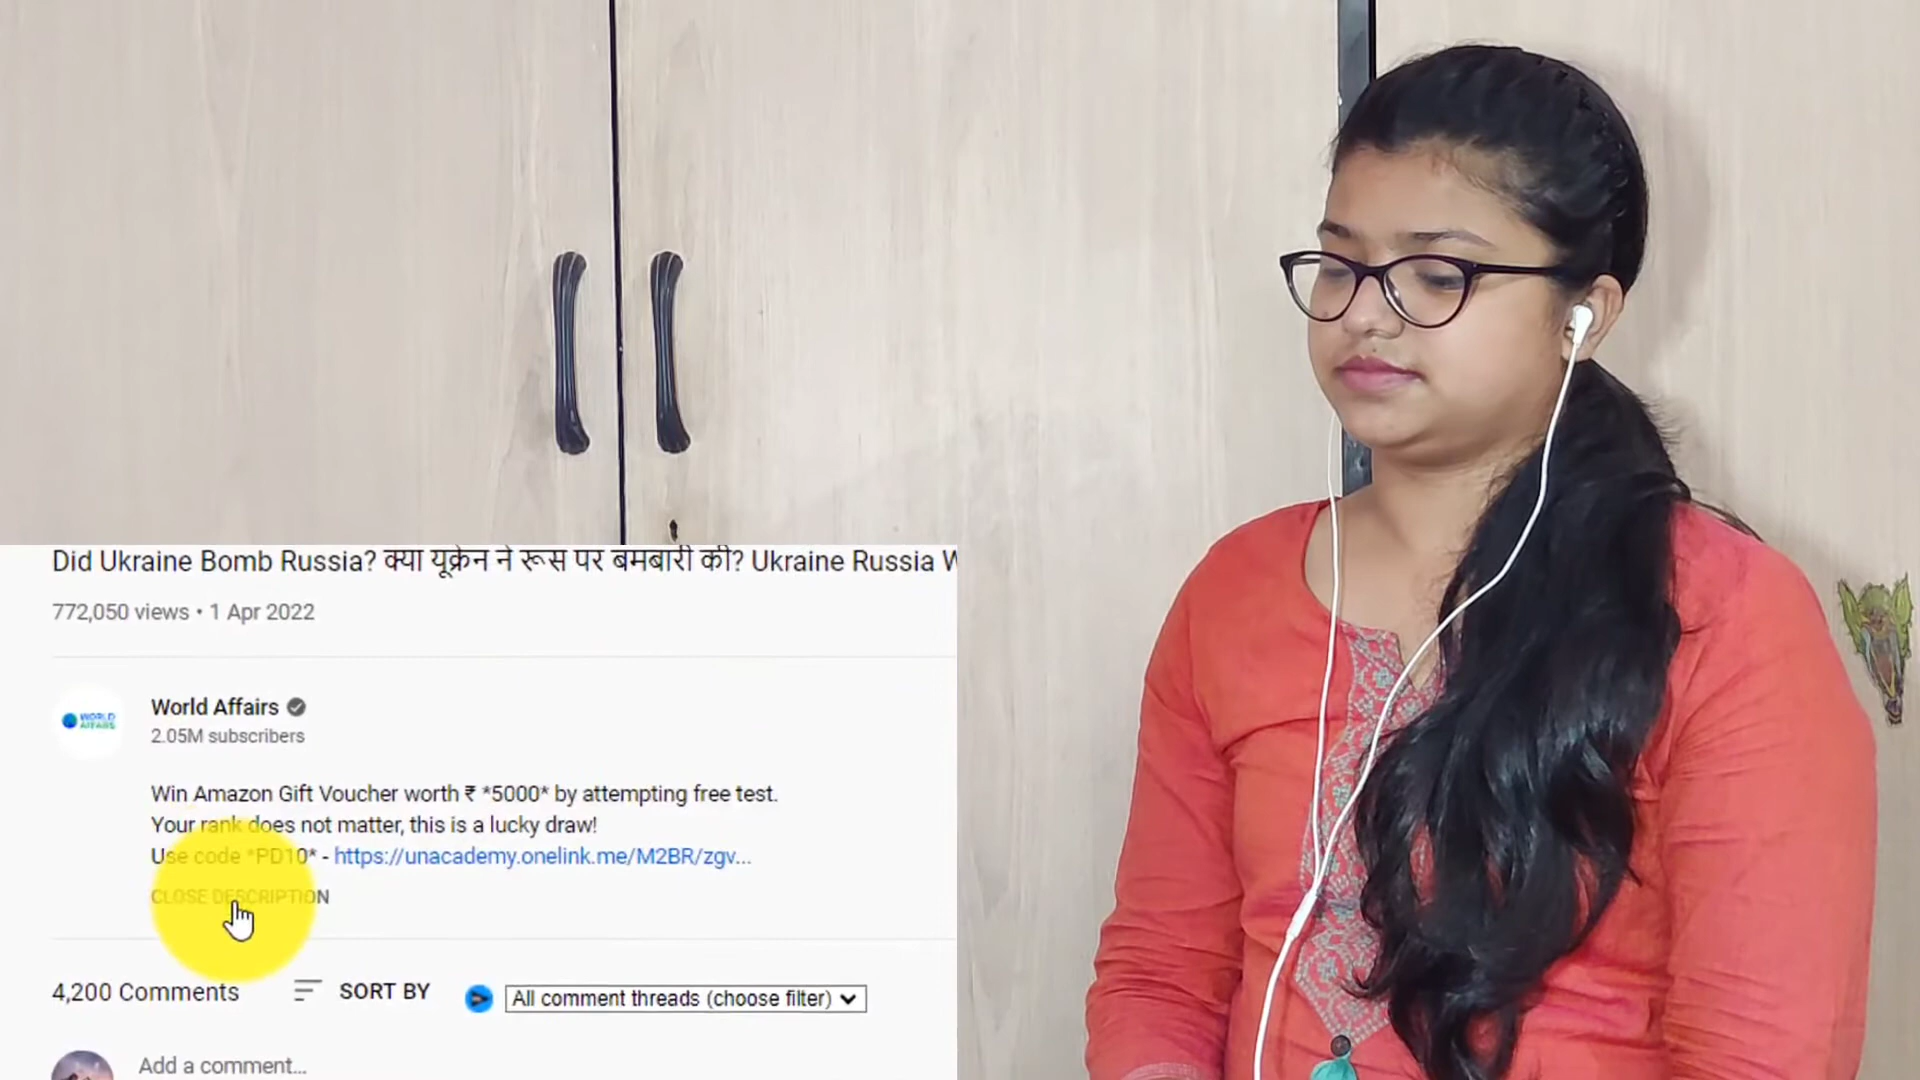 Did Ukraine Bomb Russia? क्या यूक्रेन ने रूस पर बमबारी की? Ukraine Russia W
772,050 views • 1 Apr 2022
WORLD AFFAIRS
World Affairs
2.05M subscribers
Win Amazon Gift Voucher worth ₹ *5000* by attempting free test.
Your rank does not matter, this is a lucky draw!
Use code *PD10* - https://unacademy.onelink.me/M2BR/zgv...
CLOSE DESCRIPTION
4,200 Comments SORT BY All comment threads (choose filter)
Add a comment...